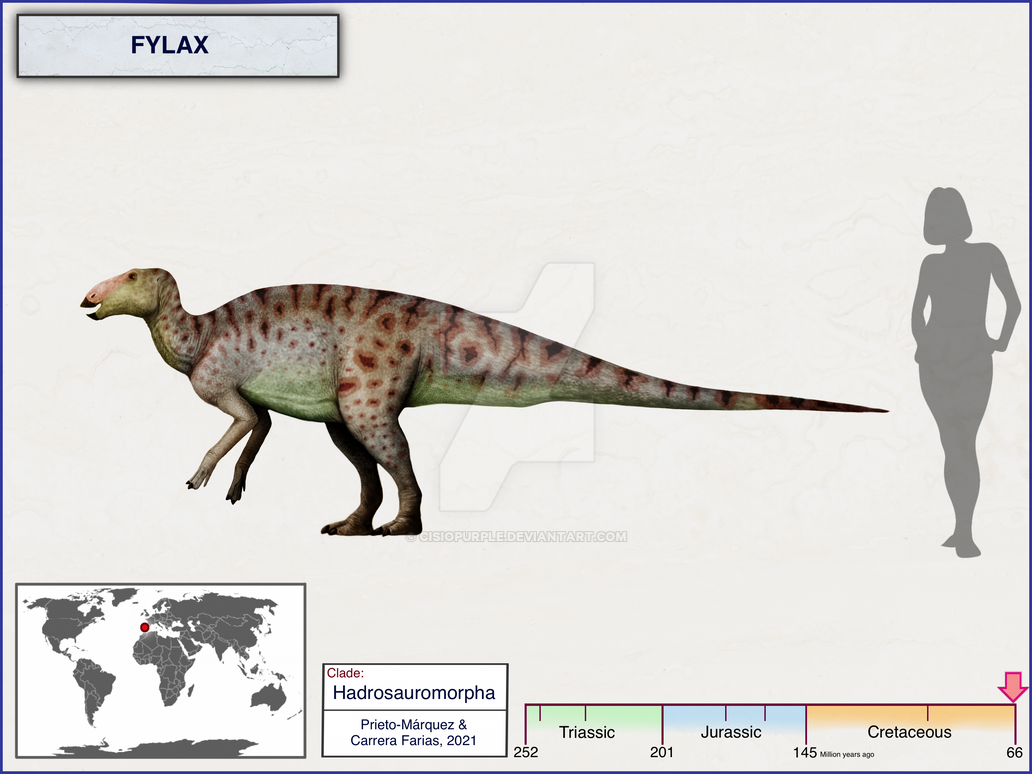 FYLAX
© CISIOPURPLE.DEVIANTART.COM
Clade:
Hadrosauromorpha
Prieto-Márquez &
Carrera Farias, 2021
Triassic
Jurassic
Cretaceous
252
201
145 Million years ago
66